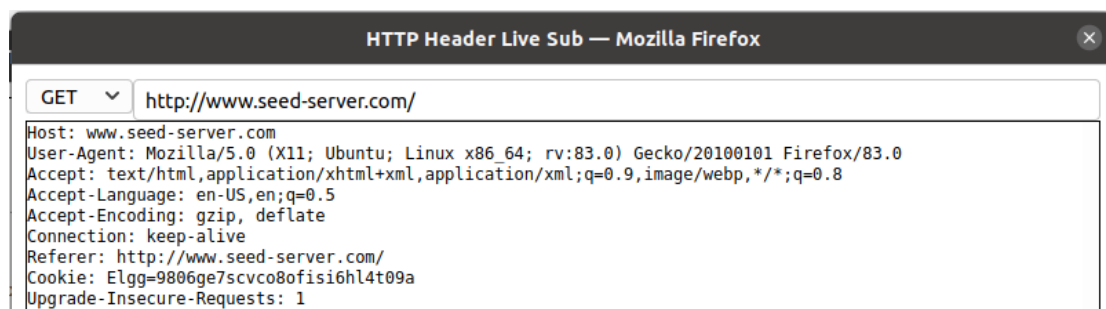 HTTP Header Live Sub — Mozilla Firefox
GET http://www.seed-server.com/
Host: www.seed-server.com
User-Agent: Mozilla/5.0 (X11; Ubuntu; Linux x86_64; rv:83.0) Gecko/20100101 Firefox/83.0
Accept: text/html,application/xhtml+xml,application/xml;q=0.9,image/webp,*/*;q=0.8
Accept-Language: en-US,en;q=0.5
Accept-Encoding: gzip, deflate
Connection: keep-alive
Referer: http://www.seed-server.com/
Cookie: Elgg=9806ge7scvco8ofisi6hl4t09a
Upgrade-Insecure-Requests: 1